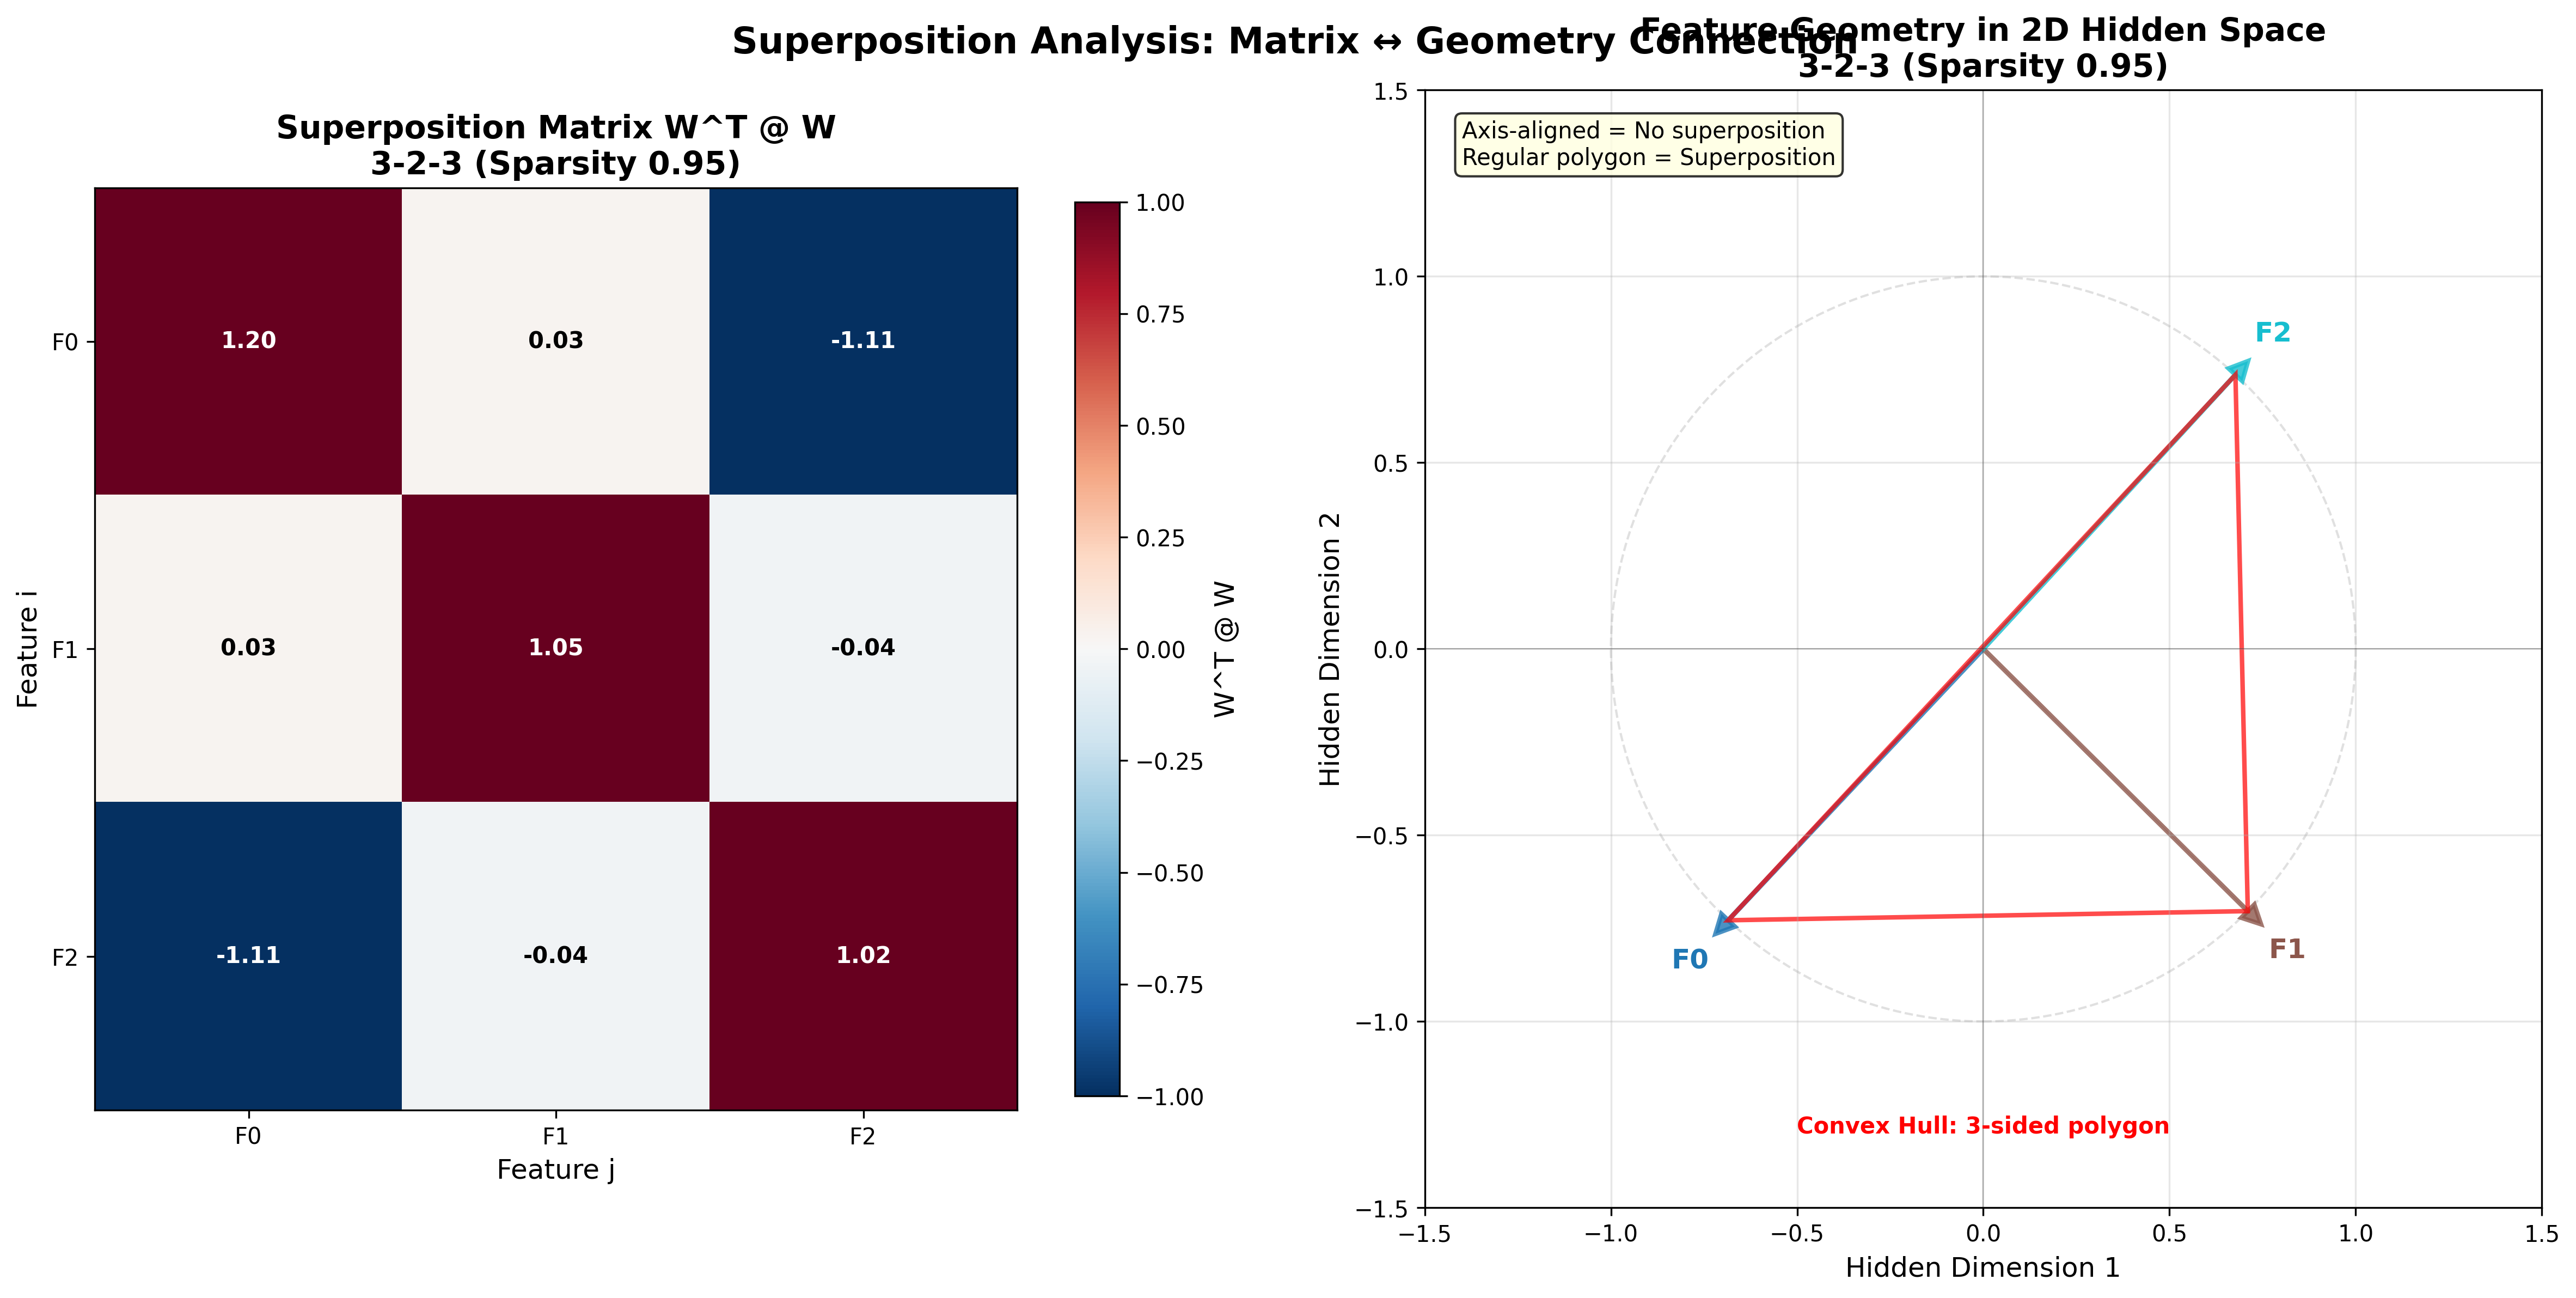 Superposition Analysis: Matrix ↔ Geometry Connection
Superposition Matrix W^T @ W
3-2-3 (Sparsity 0.95)
F0
F1
F2
Feature i
1.20
0.03
-1.11
0.03
1.05
-0.04
-1.11
-0.04
1.02
F0
F1
F2
Feature j
1.00
0.75
0.50
0.25
0.00
−0.25
−0.50
−0.75
−1.00
W^T @ W
Feature Geometry in 2D Hidden Space
3-2-3 (Sparsity 0.95)
Axis-aligned = No superposition
Regular polygon = Superposition
1.5
1.0
0.5
0.0
−0.5
−1.0
−1.5
Hidden Dimension 2
F2
F0
F1
Convex Hull: 3-sided polygon
−1.5
−1.0
−0.5
0.0
0.5
1.0
1.5
Hidden Dimension 1